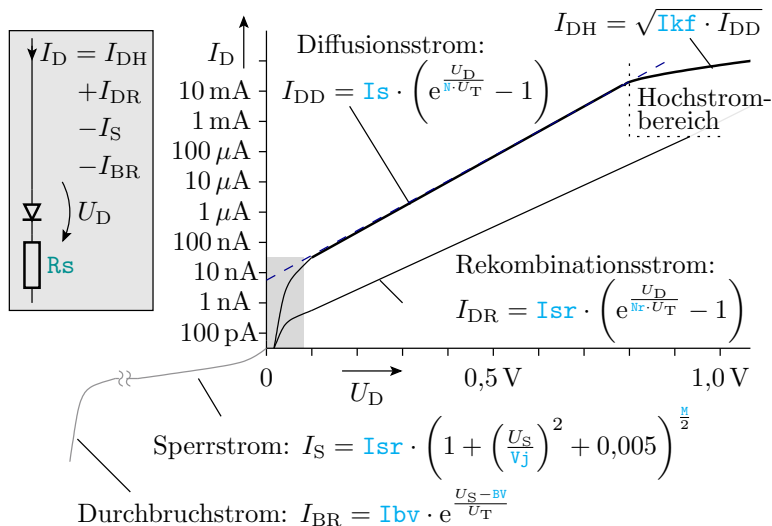 I_D = I_DH
+I_DR
−I_S
−I_BR
U_D
Rs
I_D
10 mA
1 mA
100 μA
10 μA
1 μA
100 nA
10 nA
1 nA
100 pA
Diffusionsstrom:
I_DD = Is · (e^(U_D/(N·U_T)) − 1)
I_DH = √(Ikf · I_DD)
Hochstrom-
bereich
Rekombinationsstrom:
I_DR = Isr · (e^(U_D/(Nr·U_T)) − 1)
0
0,5 V
1,0 V
U_D
Sperrstrom: I_S = Isr · (1 + (U_S/Vj)^2 + 0,005)^(M/2)
Durchbruchstrom: I_BR = Ibv · e^((U_S−BV)/U_T)